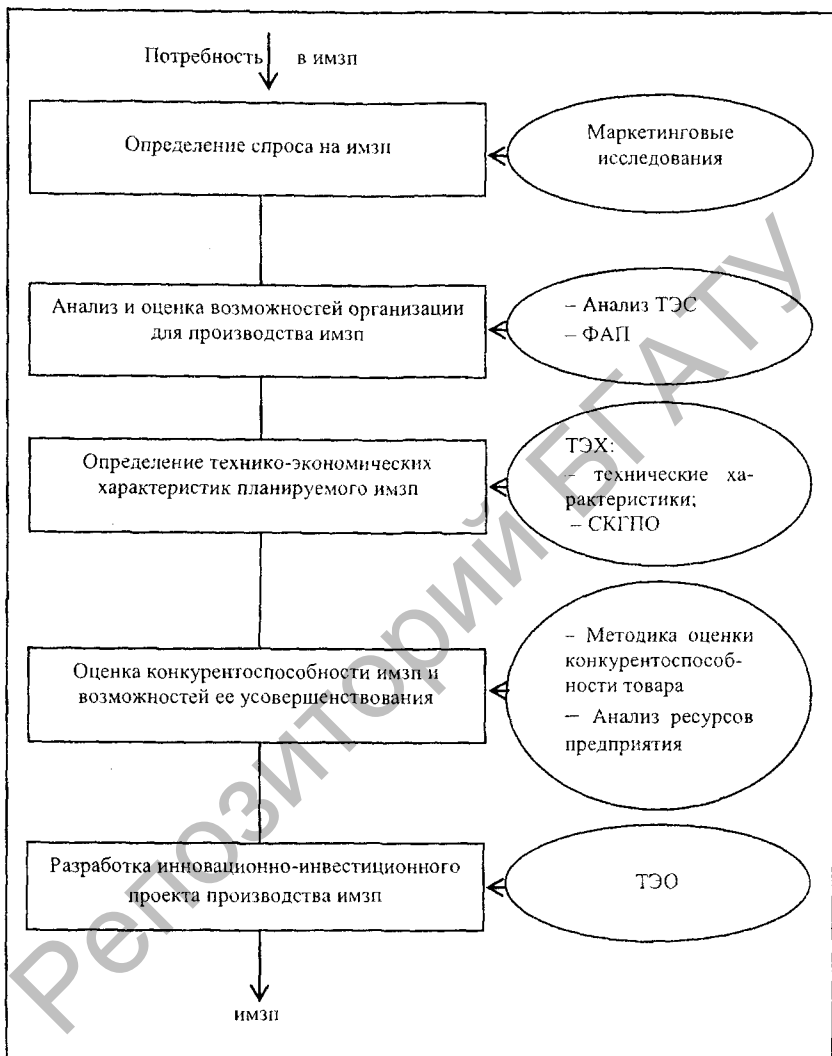 Потребность в имзп
Определение спроса на имзп
Маркетинговые
исследования
Анализ и оценка возможностей организации
для производства имзп
– Анализ ТЭС
– ФАП
Определение технико-экономических
характеристик планируемого имзп
ТЭХ:
– технические ха-
рактеристики;
– СКГПО
Оценка конкурентоспособности имзп и
возможностей ее усовершенствования
– Методика оценки
конкурентоспособ-
ности товара
– Анализ ресурсов
предприятия
Разработка инновационно-инвестиционного
проекта производства имзп
ТЭО
имзп
Репозиторий БГАТУ